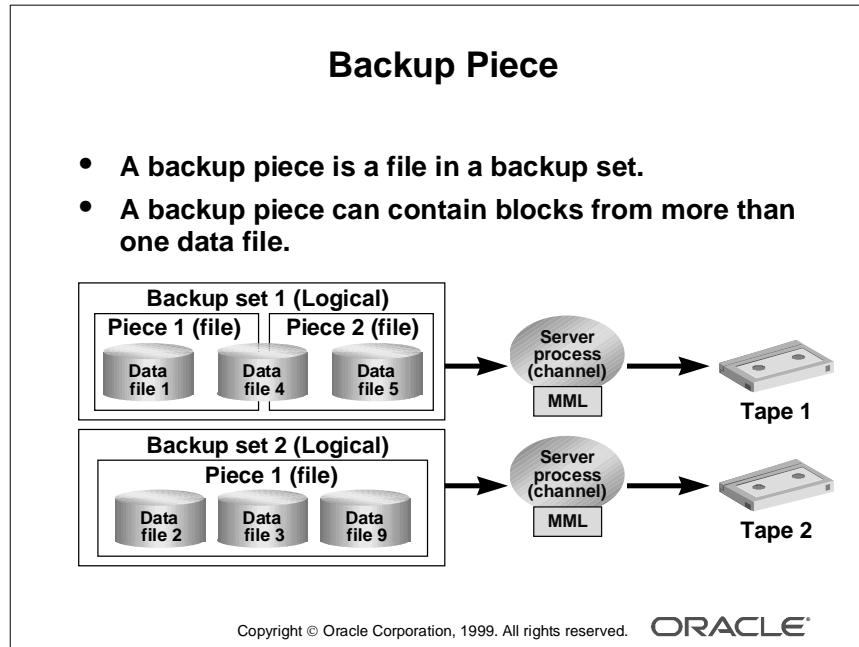 Backup Piece
• A backup piece is a file in a backup set.
• A backup piece can contain blocks from more than
one data file.
Backup set 1 (Logical)
Piece 1 (file)
Piece 2 (file)
Data
file 1
Data
file 4
Data
file 5
Server
process
(channel)
MML
Tape 1
Backup set 2 (Logical)
Piece 1 (file)
Data
file 2
Data
file 3
Data
file 9
Server
process
(channel)
MML
Tape 2
Copyright © Oracle Corporation, 1999. All rights reserved.
ORACLE®